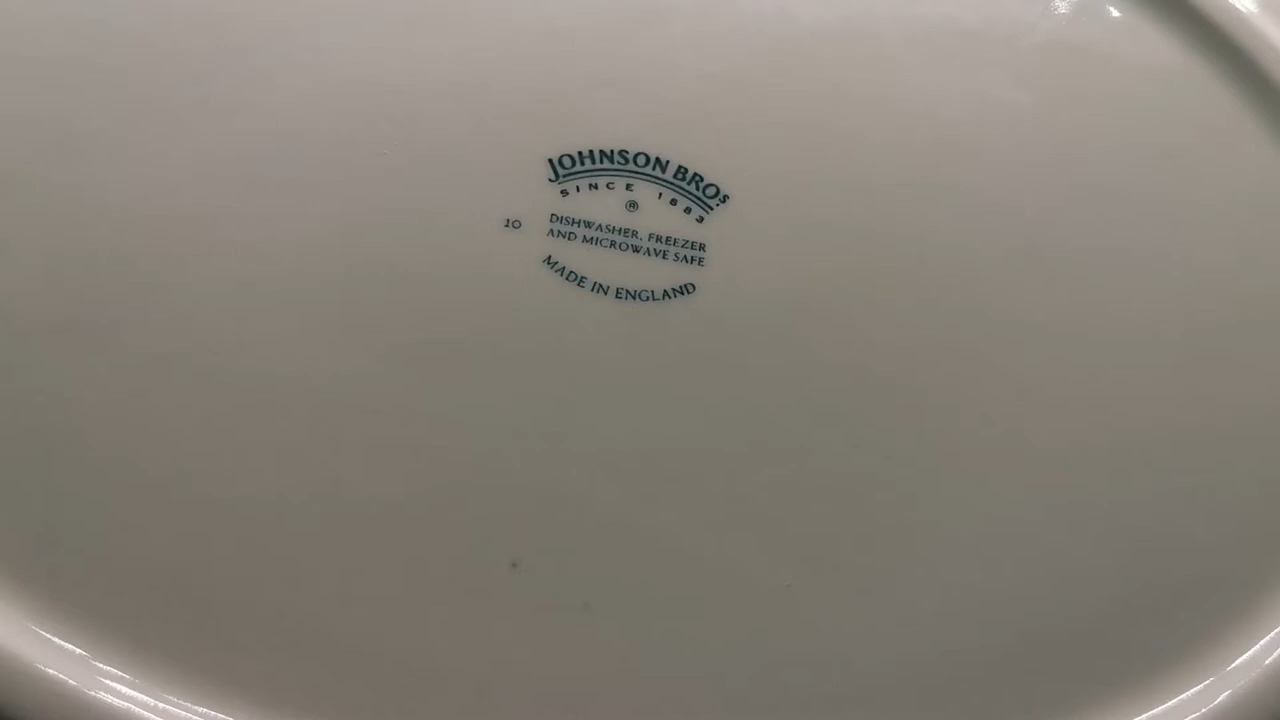 JOHNSON BROS
SINCE 1883
®
10
DISHWASHER, FREEZER
AND MICROWAVE SAFE
MADE IN ENGLAND